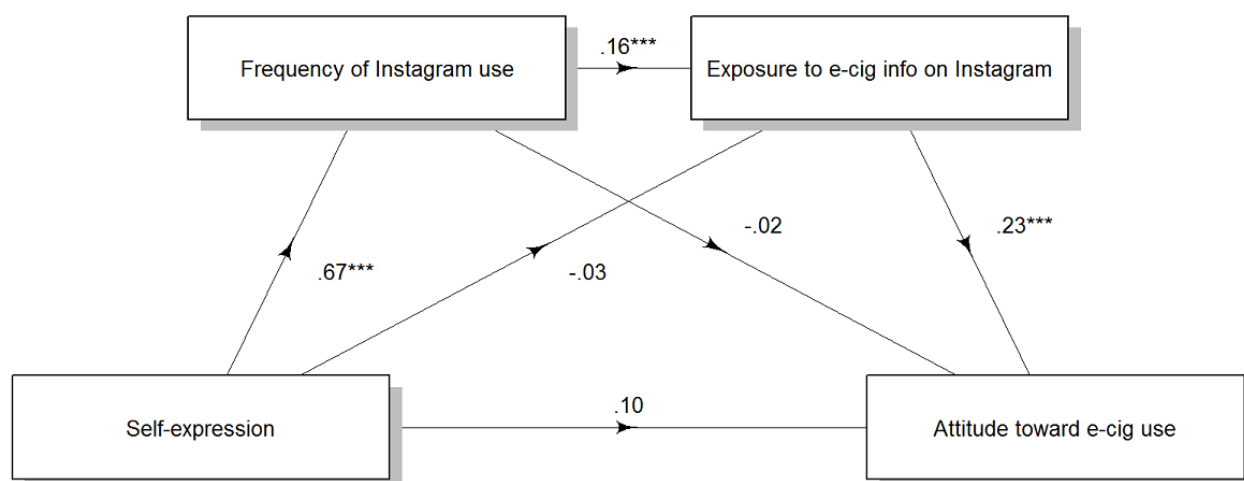 .16***
Frequency of Instagram use
Exposure to e-cig info on Instagram
-.02
.23***
.67***
-.03
.10
Self-expression
Attitude toward e-cig use